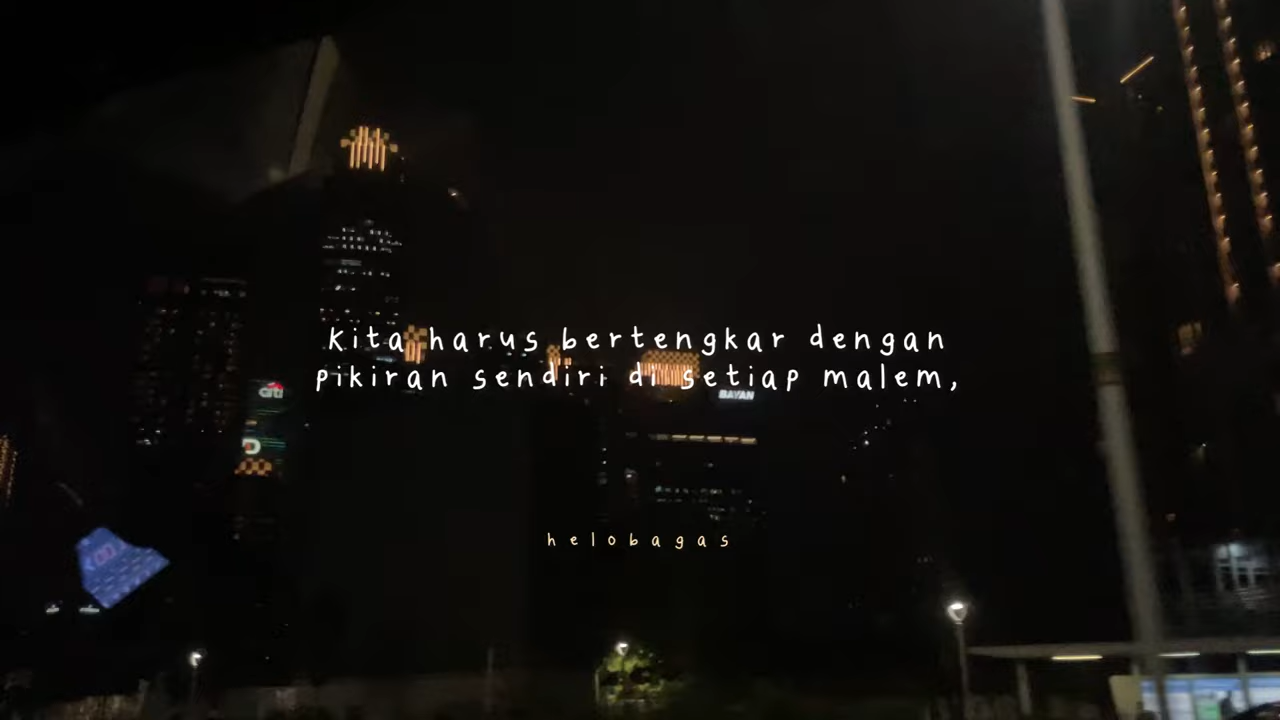 kita harus bertengkar dengan
pikiran sendiri di setiap malem,
citi
BAYAN
helobagas